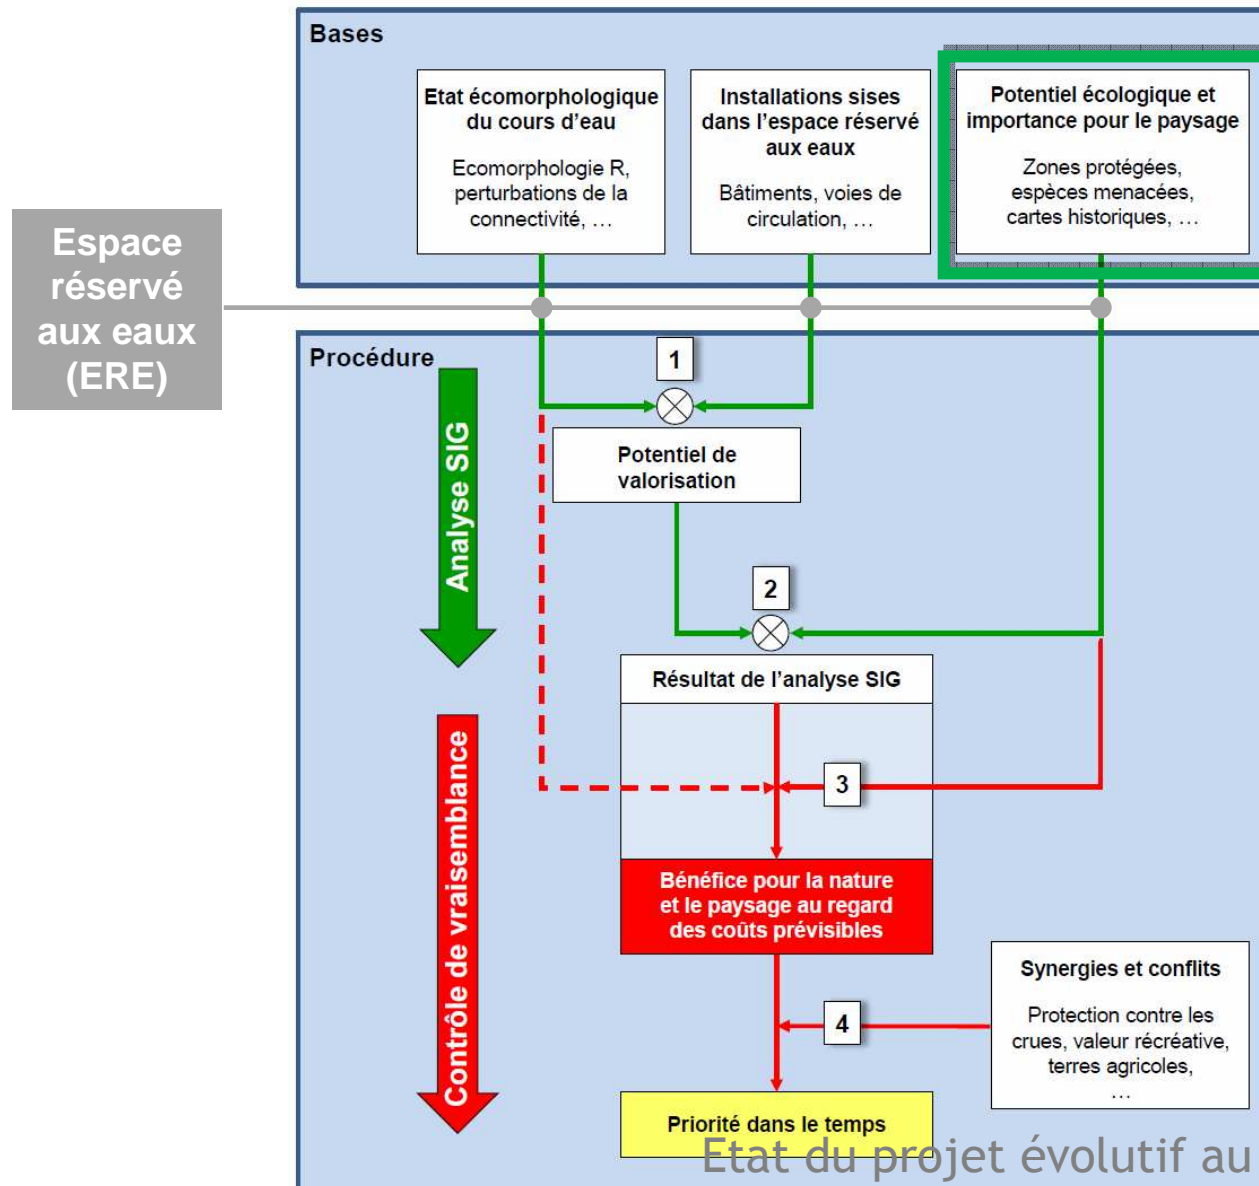 Bases
Etat écomorphologique
du cours d'eau
Ecomorphologie R,
perturbations de la
connectivité, …
Installations sises
dans l'espace réservé
aux eaux
Bâtiments, voies de
circulation, …
Potentiel écologique et
importance pour le paysage
Zones protégées,
espèces menacées,
cartes historiques, …
Espace
réservé
aux eaux
(ERE)
Procédure
Analyse SIG
1
Potentiel de
valorisation
2
Résultat de l'analyse SIG
Contrôle de vraisemblance
3
Bénéfice pour la nature
et le paysage au regard
des coûts prévisibles
Synergies et conflits
Protection contre les
crues, valeur récréative,
terres agricoles,
…
4
Priorité dans le temps
Etat du projet évolutif au